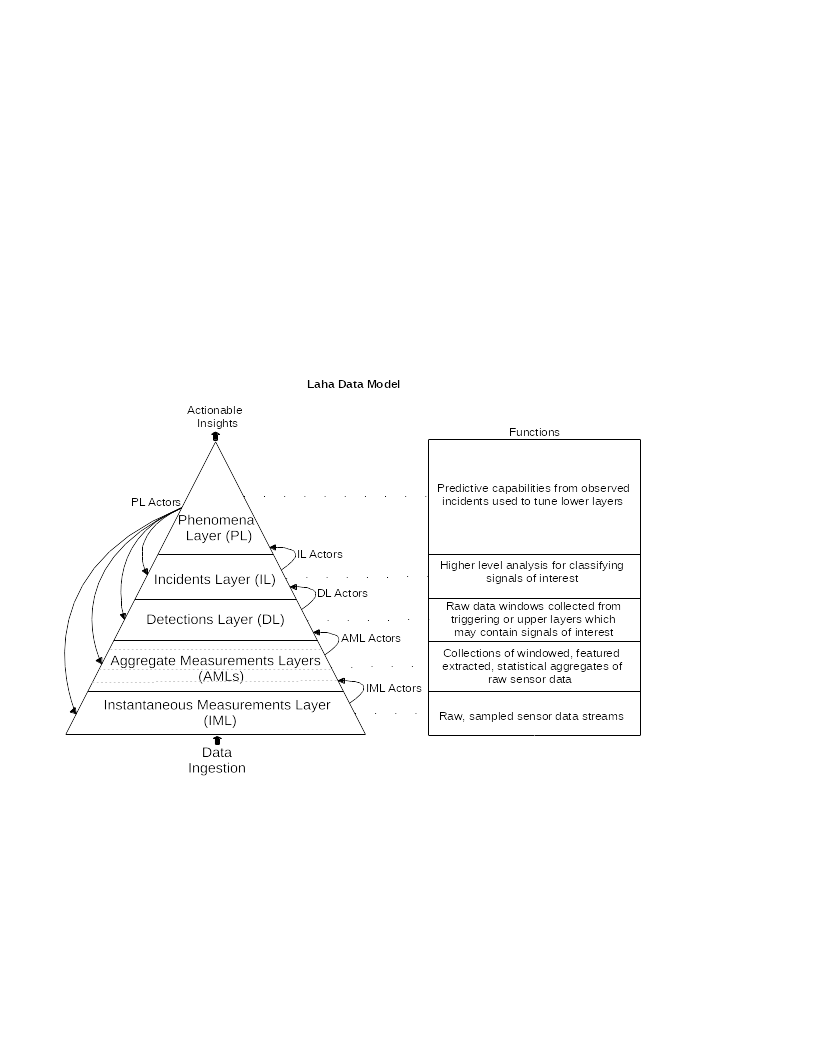 Laha Data Model
Actionable
Insights
Functions
PL Actors
Phenomena
Layer (PL)
Predictive capabilities from observed
incidents used to tune lower layers
IL Actors
Incidents Layer (IL)
Higher level analysis for classifying
signals of interest
DL Actors
Detections Layer (DL)
Raw data windows collected from
triggering or upper layers which
may contain signals of interest
AML Actors
Aggregate Measurements Layers
(AMLs)
Collections of windowed, featured
extracted, statistical aggregates of
raw sensor data
IML Actors
Instantaneous Measurements Layer
(IML)
Raw, sampled sensor data streams
Data
Ingestion